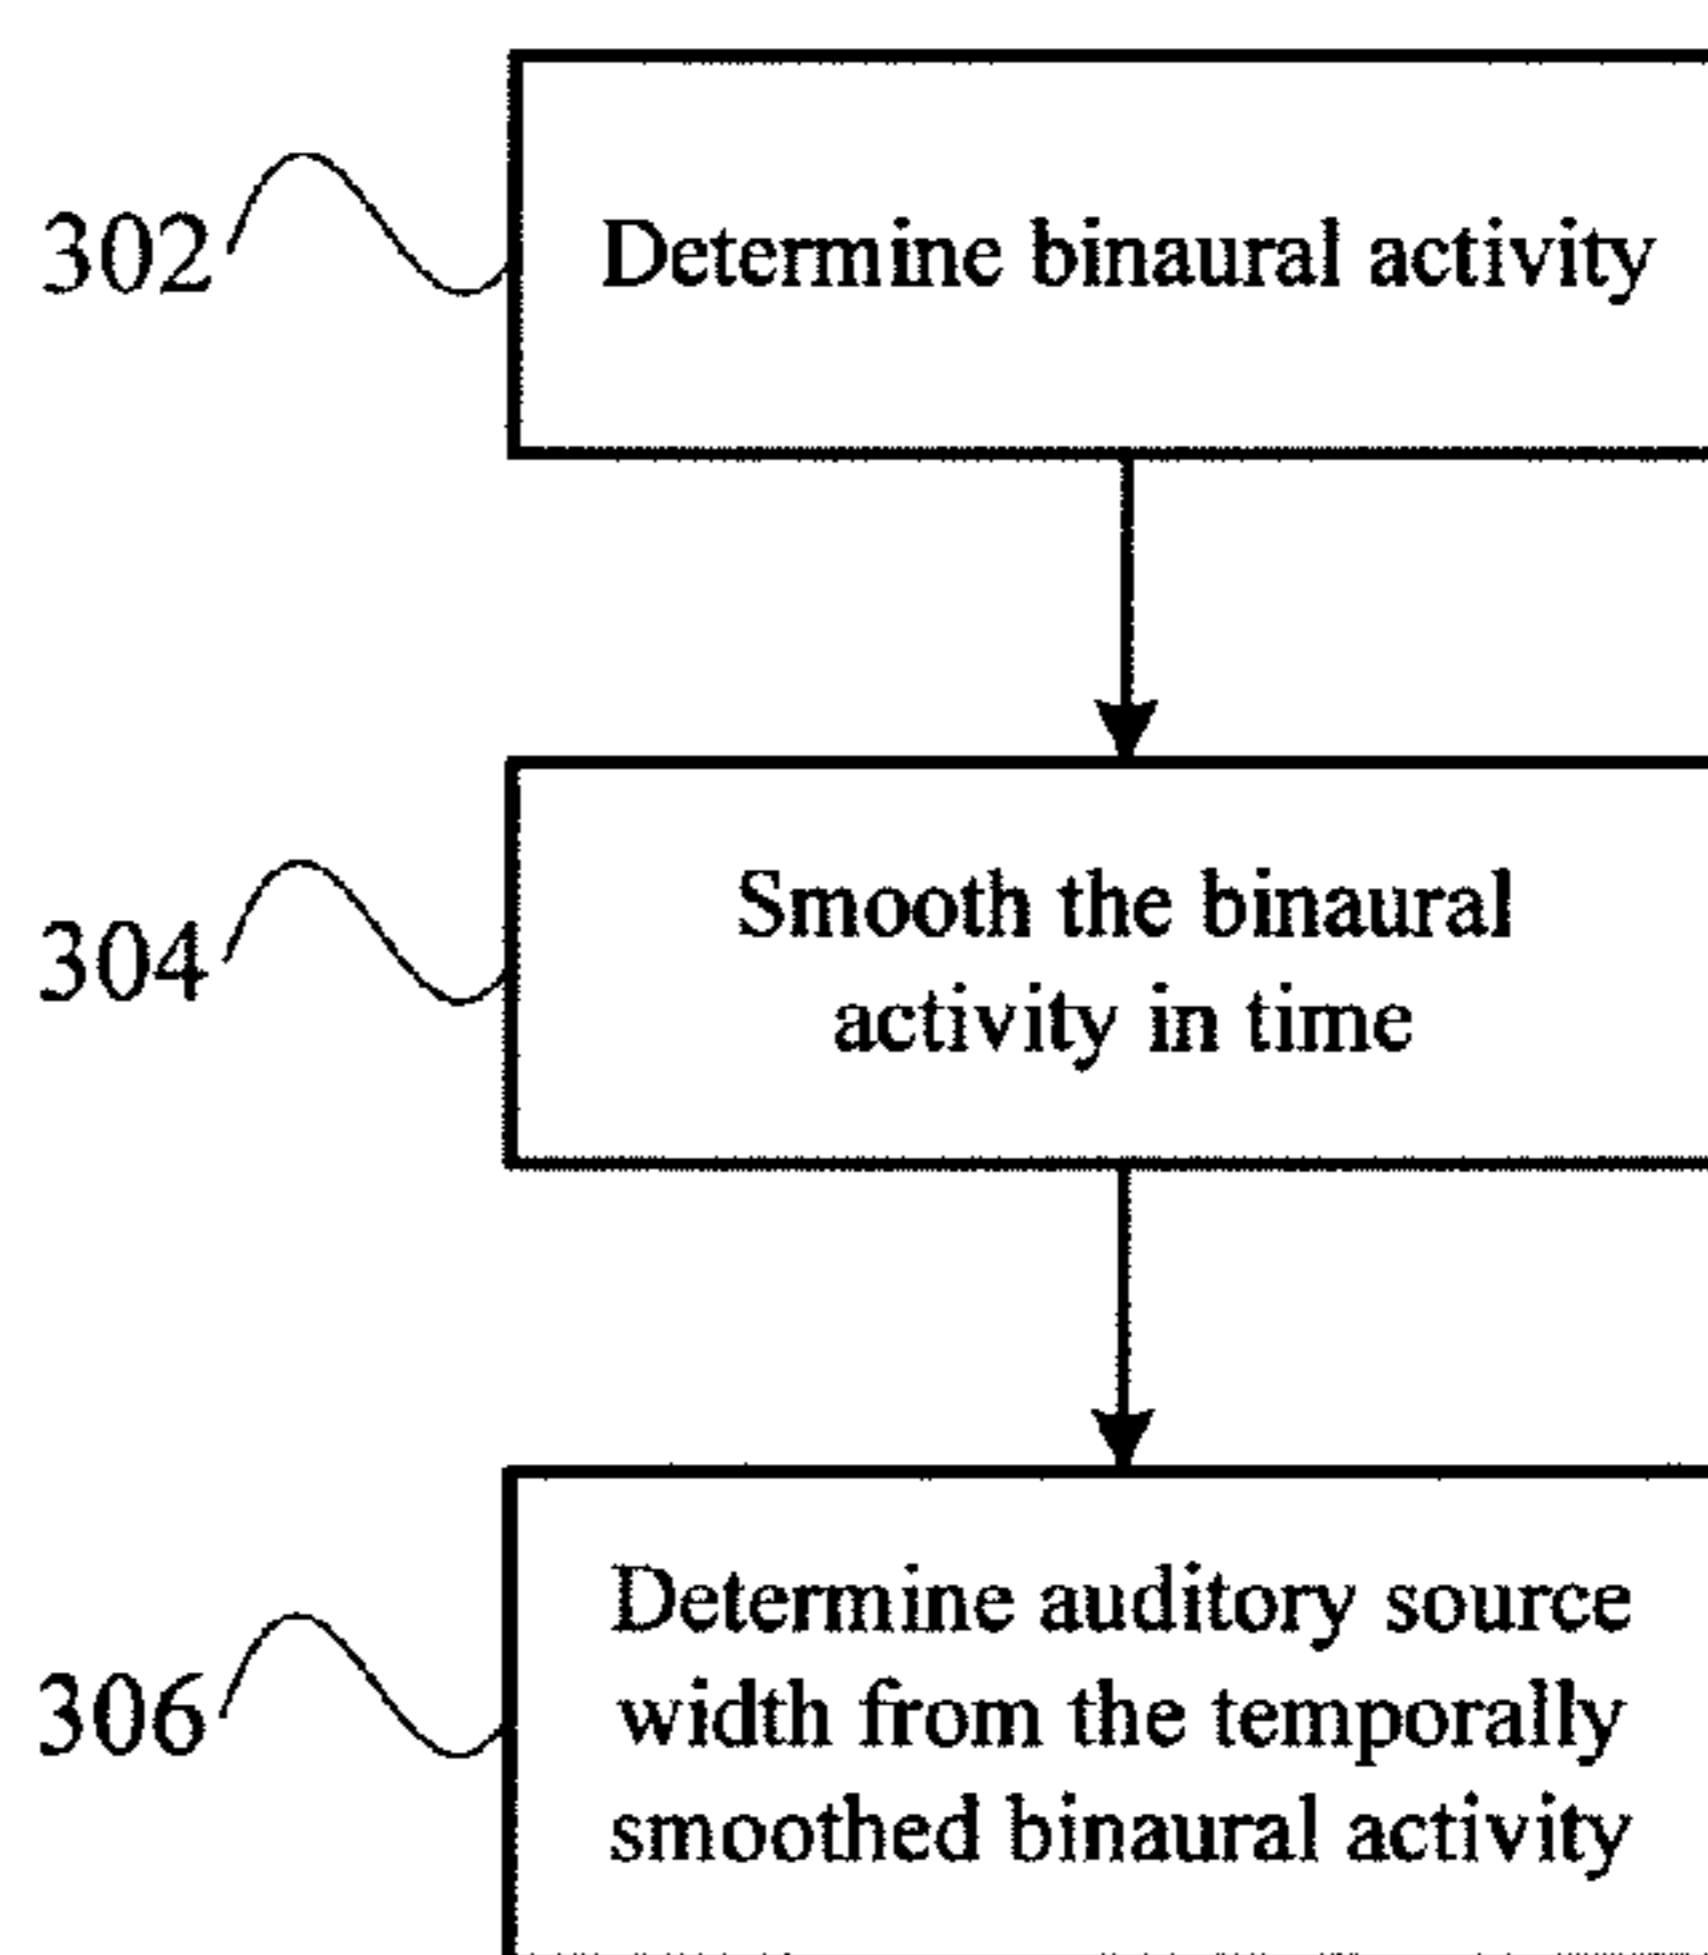 302
Determine binaural activity
304
Smooth the binaural
activity in time
306
Determine auditory source
width from the temporally
smoothed binaural activity